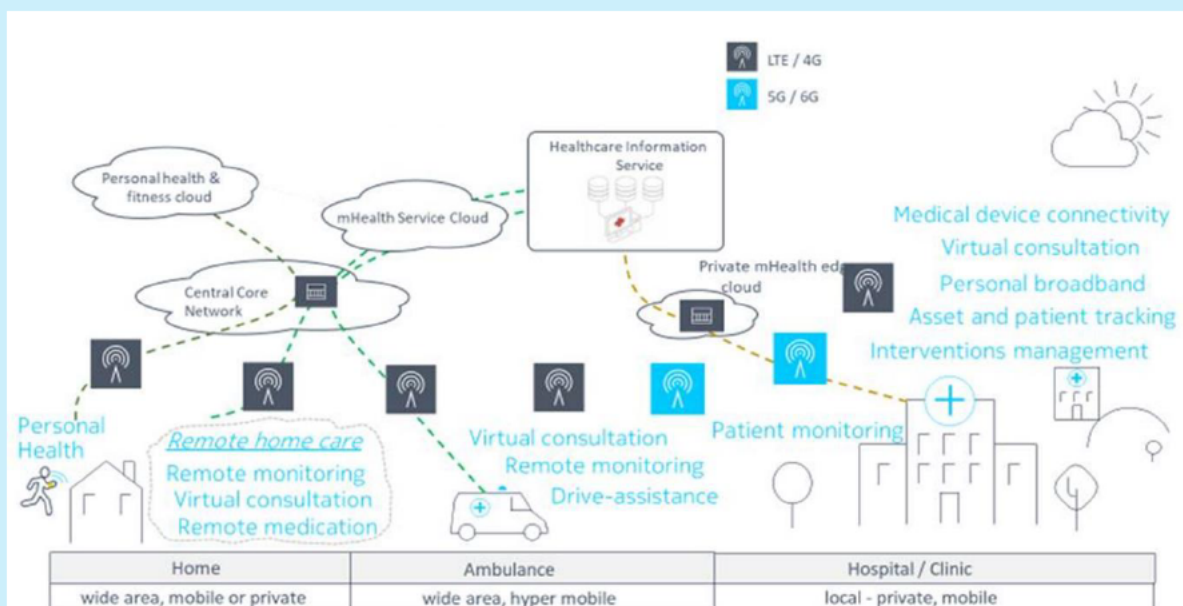 LTE / 4G
5G / 6G
Healthcare Information
Service
Personal health &
fitness cloud
mHealth Service Cloud
Medical device connectivity
Virtual consultation
Personal broadband
Asset and patient tracking
Interventions management
Private mHealth edg
cloud
Central Core
Network
Personal
Health
Remote home care
Remote monitoring
Virtual consultation
Remote medication
Virtual consultation
Remote monitoring
Drive-assistance
Patient monitoring
Home
Ambulance
Hospital / Clinic
wide area, mobile or private
wide area, hyper mobile
local - private, mobile